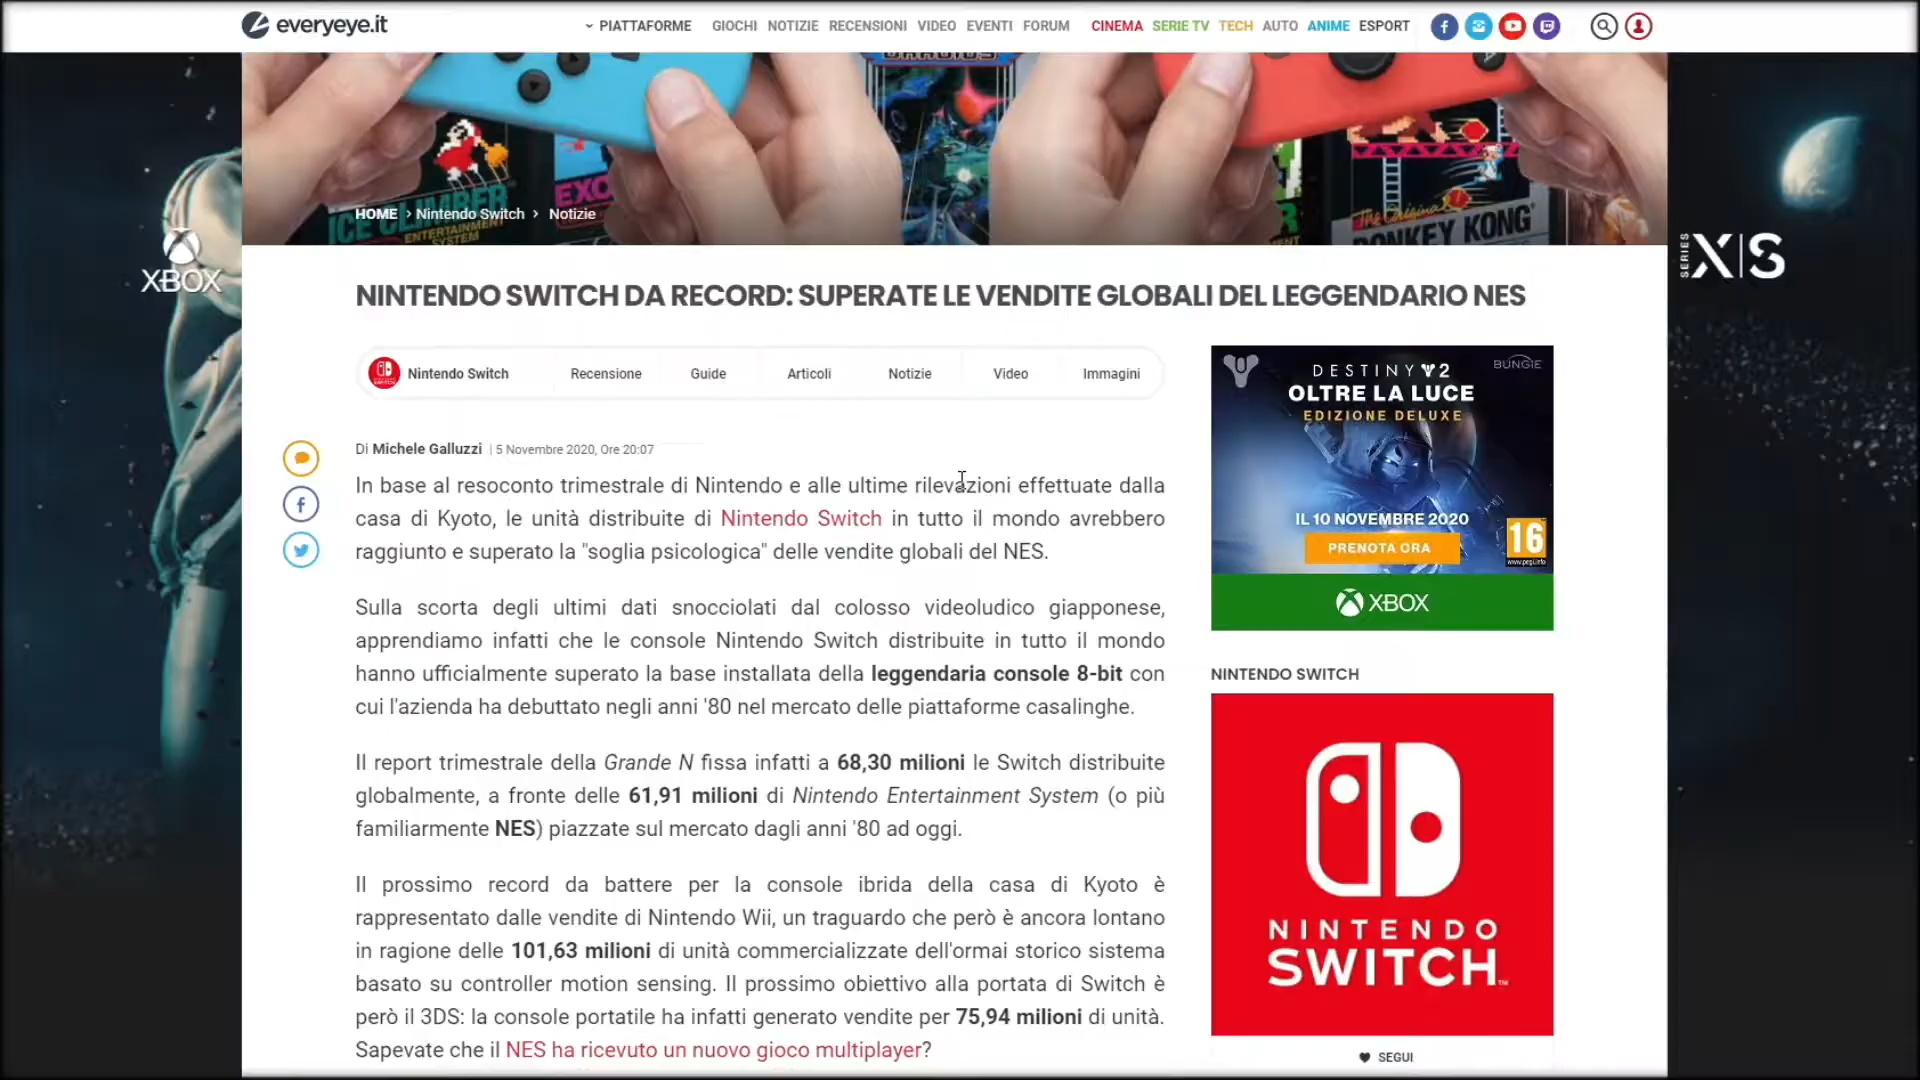 everyeye.it
PIATTAFORME GIOCHI NOTIZIE RECENSIONI VIDEO EVENTI FORUM CINEMA SERIE TV TECH AUTO ANIME ESPORT
ICE CLIMBER
ENTERTAINMENT
SYSTEM
EXC
The Original
DONKEY KONG
HOME > Nintendo Switch > Notizie
XBOX
SERIES X|S
NINTENDO SWITCH DA RECORD: SUPERATE LE VENDITE GLOBALI DEL LEGGENDARIO NES
Nintendo Switch Recensione Guide Articoli Notizie Video Immagini
Di Michele Galluzzi | 5 Novembre 2020, Ore 20:07
In base al resoconto trimestrale di Nintendo e alle ultime rilevazioni effettuate dalla
casa di Kyoto, le unità distribuite di Nintendo Switch in tutto il mondo avrebbero
raggiunto e superato la "soglia psicologica" delle vendite globali del NES.
Sulla scorta degli ultimi dati snocciolati dal colosso videoludico giapponese,
apprendiamo infatti che le console Nintendo Switch distribuite in tutto il mondo
hanno ufficialmente superato la base installata della leggendaria console 8-bit con
cui l'azienda ha debuttato negli anni '80 nel mercato delle piattaforme casalinghe.
Il report trimestrale della Grande N fissa infatti a 68,30 milioni le Switch distribuite
globalmente, a fronte delle 61,91 milioni di Nintendo Entertainment System (o più
familiarmente NES) piazzate sul mercato dagli anni '80 ad oggi.
Il prossimo record da battere per la console ibrida della casa di Kyoto è
rappresentato dalle vendite di Nintendo Wii, un traguardo che però è ancora lontano
in ragione delle 101,63 milioni di unità commercializzate dell'ormai storico sistema
basato su controller motion sensing. Il prossimo obiettivo alla portata di Switch è
però il 3DS: la console portatile ha infatti generato vendite per 75,94 milioni di unità.
Sapevate che il NES ha ricevuto un nuovo gioco multiplayer?
BUNGIE
DESTINY 2
OLTRE LA LUCE
EDIZIONE DELUXE
IL 10 NOVEMBRE 2020
PRENOTA ORA
16
www.pegi.info
XBOX
NINTENDO SWITCH
NINTENDO
SWITCH
SEGUI